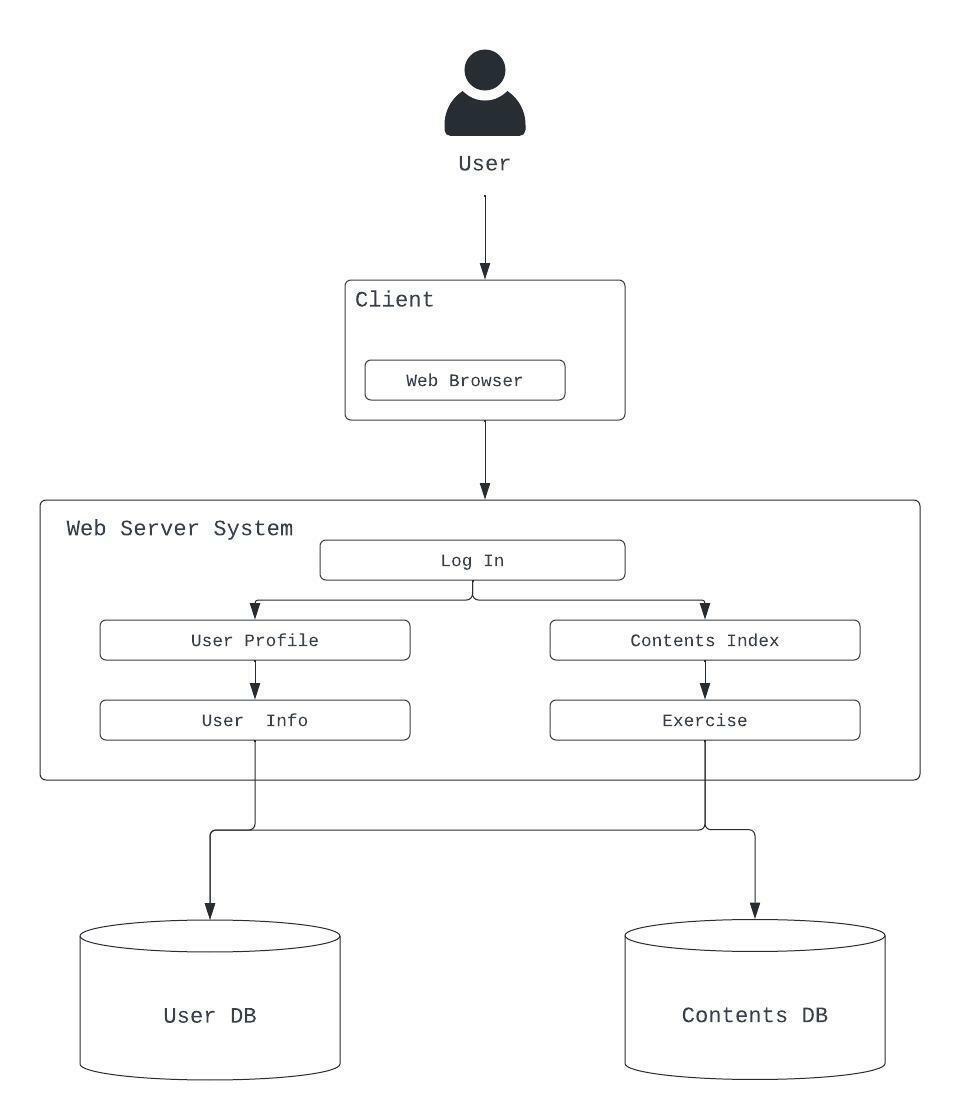 User
Client
Web Browser
Web Server System
Log In
User Profile
Contents Index
User  Info
Exercise
User DB
Contents DB